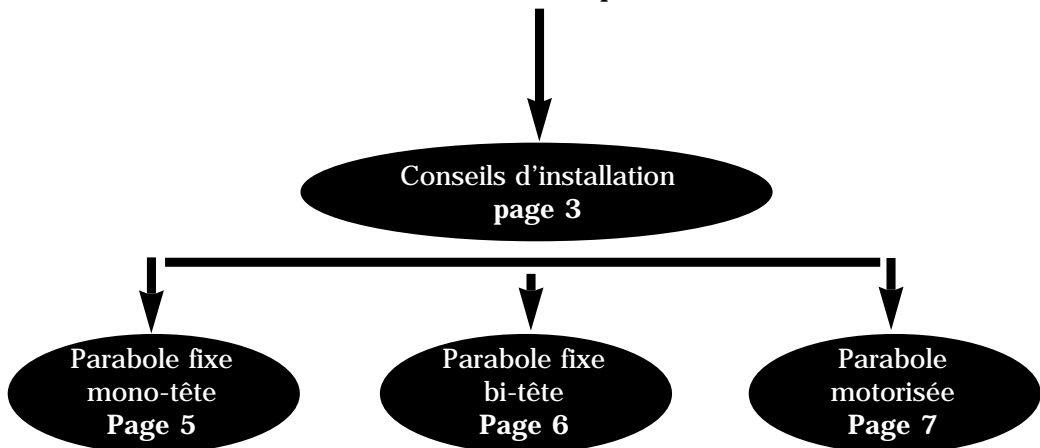 Conseils d'installation
page 3
Parabole fixe
mono-tête
Page 5
Parabole fixe
bi-tête
Page 6
Parabole
motorisée
Page 7